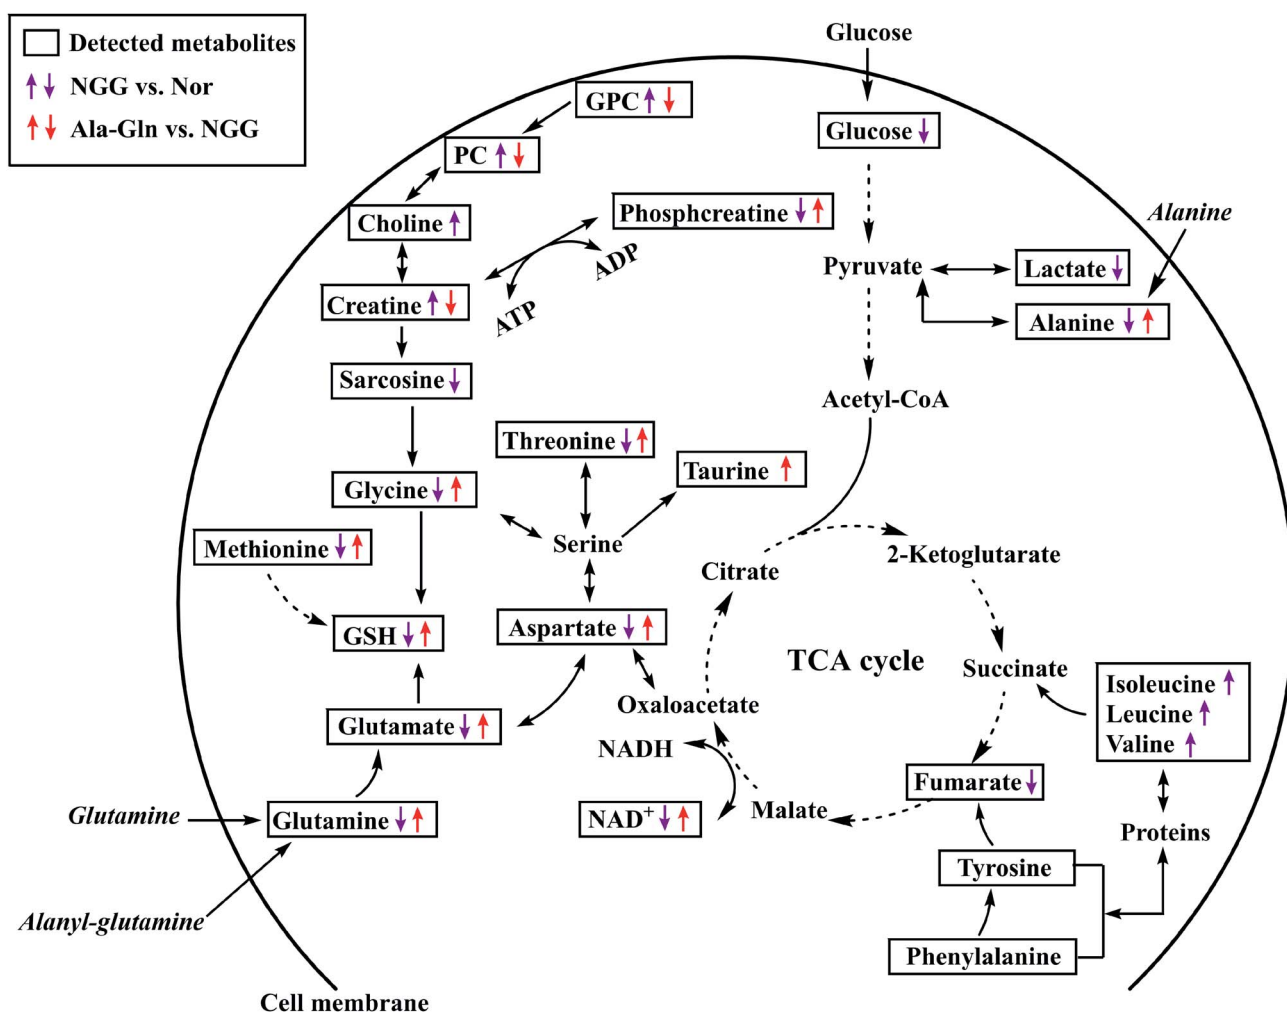 Detected metabolites
NGG vs. Nor
Ala-Gln vs. NGG
Glucose
GPC
Glucose
PC
Phosphcreatine
Alanine
Choline
ADP
Pyruvate
Lactate
Creatine
ATP
Alanine
Sarcosine
Acetyl-CoA
Threonine
Taurine
Glycine
Methionine
Serine
2-Ketoglutarate
Citrate
GSH
Aspartate
TCA cycle
Succinate
Isoleucine
Leucine
Valine
Oxaloacetate
Glutamate
NADH
Fumarate
Glutamine
Glutamine
NAD+
Malate
Proteins
Tyrosine
Alanyl-glutamine
Phenylalanine
Cell membrane